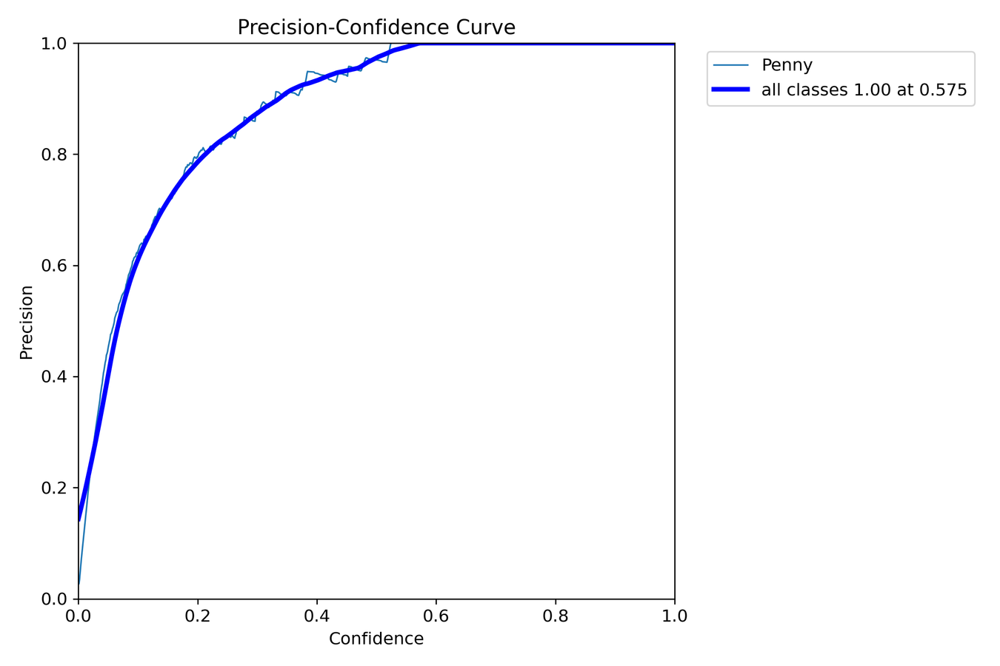 Precision-Confidence Curve
1.0
0.8
0.6
0.4
0.2
0.0
Precision
0.0 0.2 0.4 0.6 0.8 1.0
Confidence
Penny
all classes 1.00 at 0.575